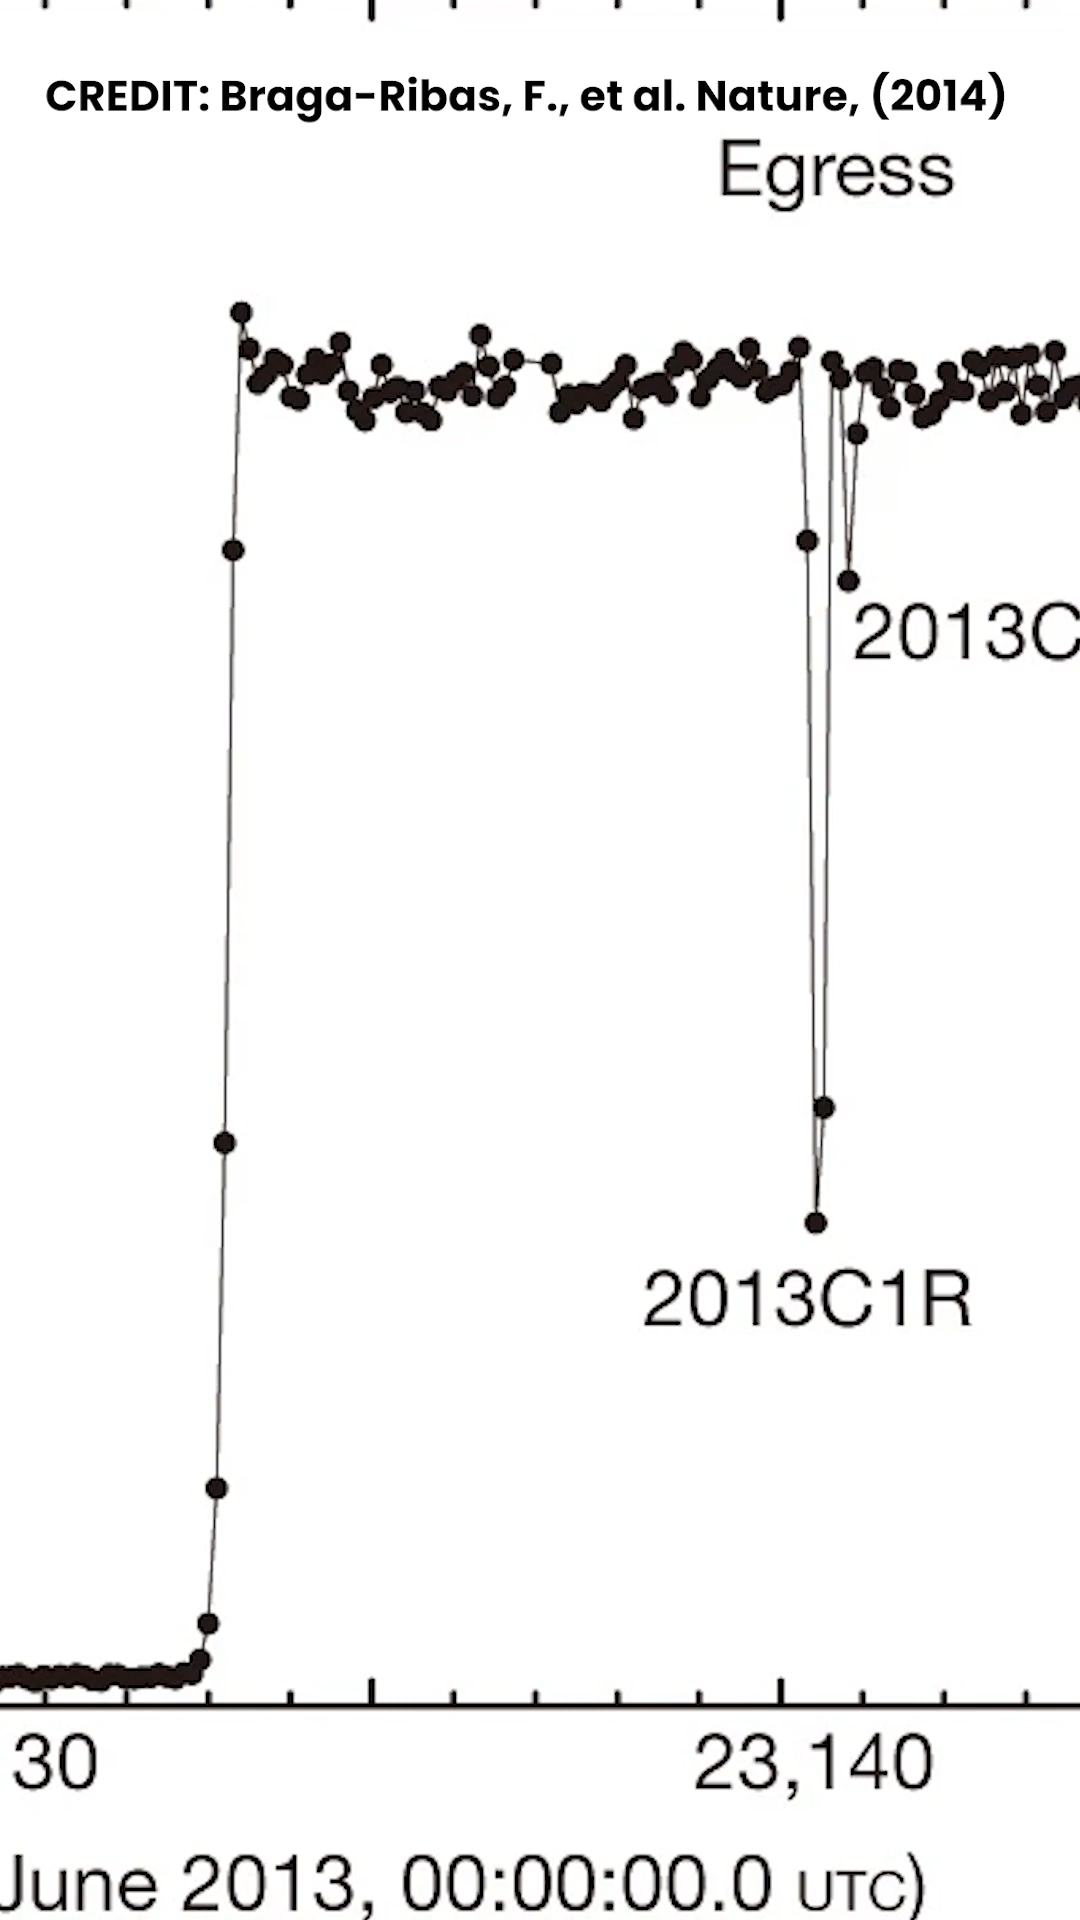 CREDIT: Braga-Ribas, F., et al. Nature, (2014)
Egress
2013C
2013C1R
30 23,140
June 2013, 00:00:00.0 UTC)